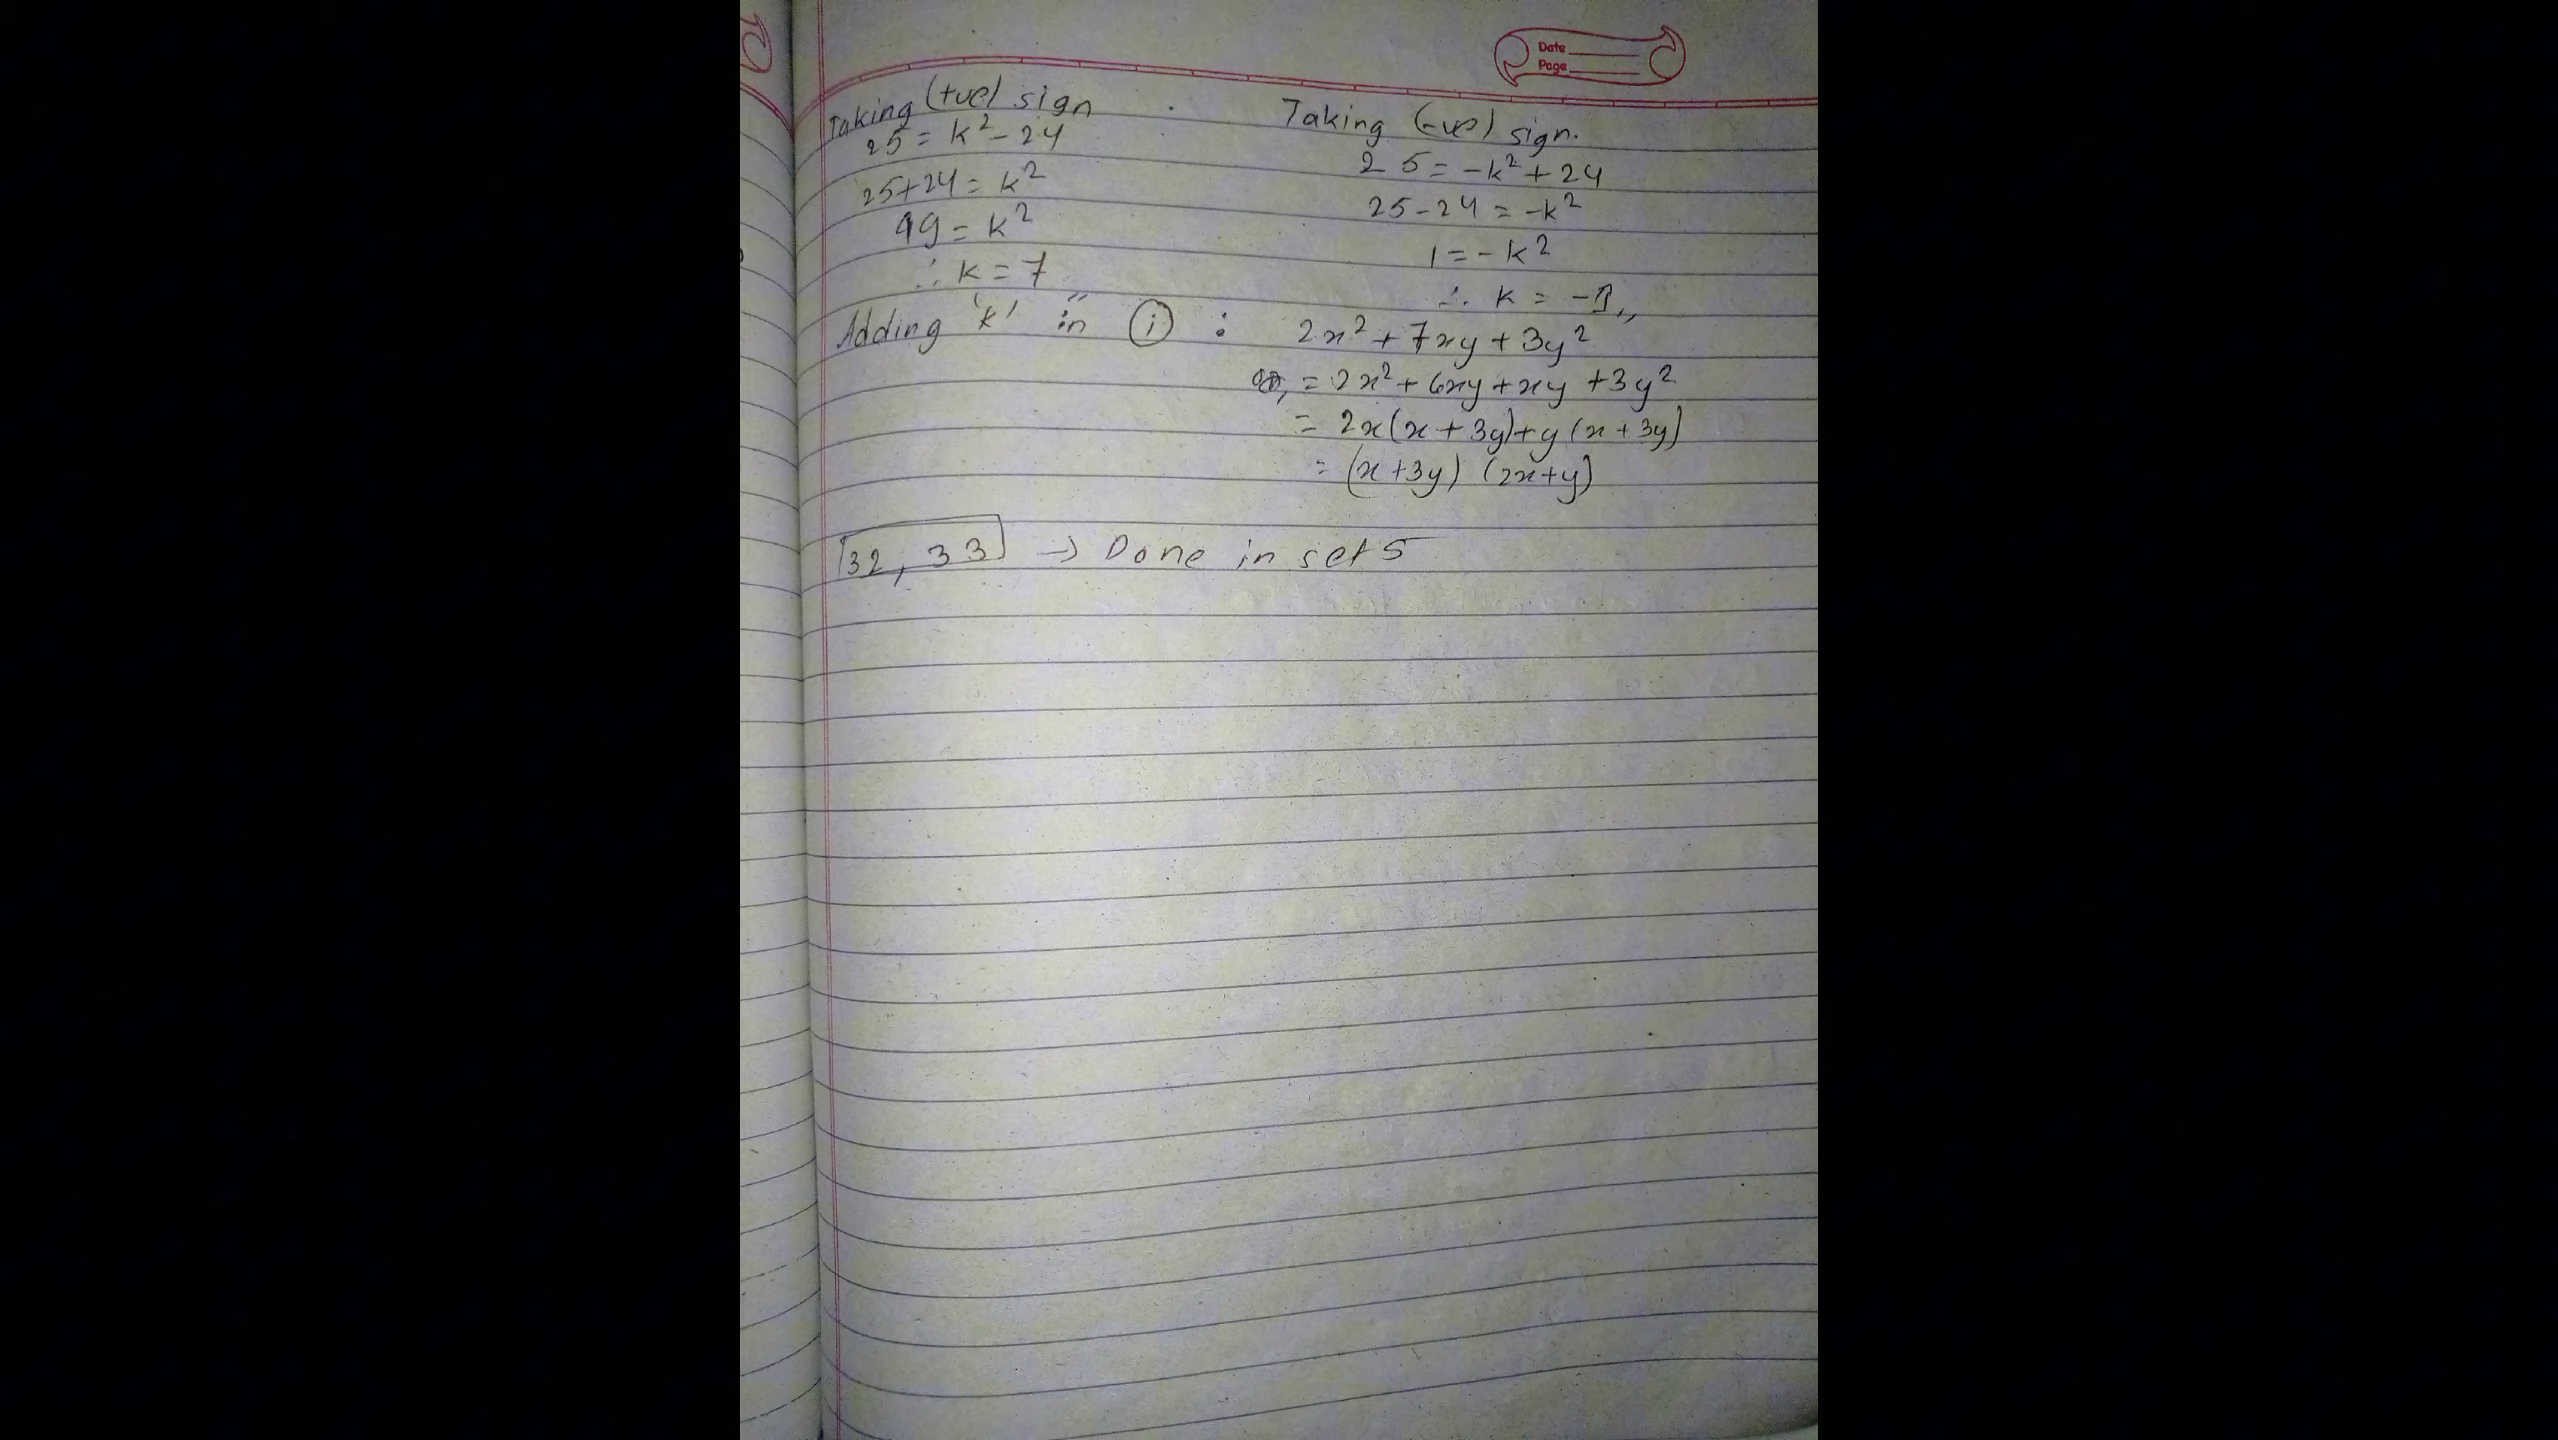 Date
Page
Taking (+ve) sign
25 = k² - 24
25+24 = k²
49 = k²
∴ k = 7
Taking (-ve) sign.
25 = -k² + 24
25-24 = -k²
1 = -k²
∴ k = -1,,
Adding 'k' in (i) : 2x² + 7xy + 3y²
= 2x² + 6xy + xy + 3y²
= 2x(x + 3y) + y(x + 3y)
= (x + 3y) (2x+y)
32, 33 → Done in set 5